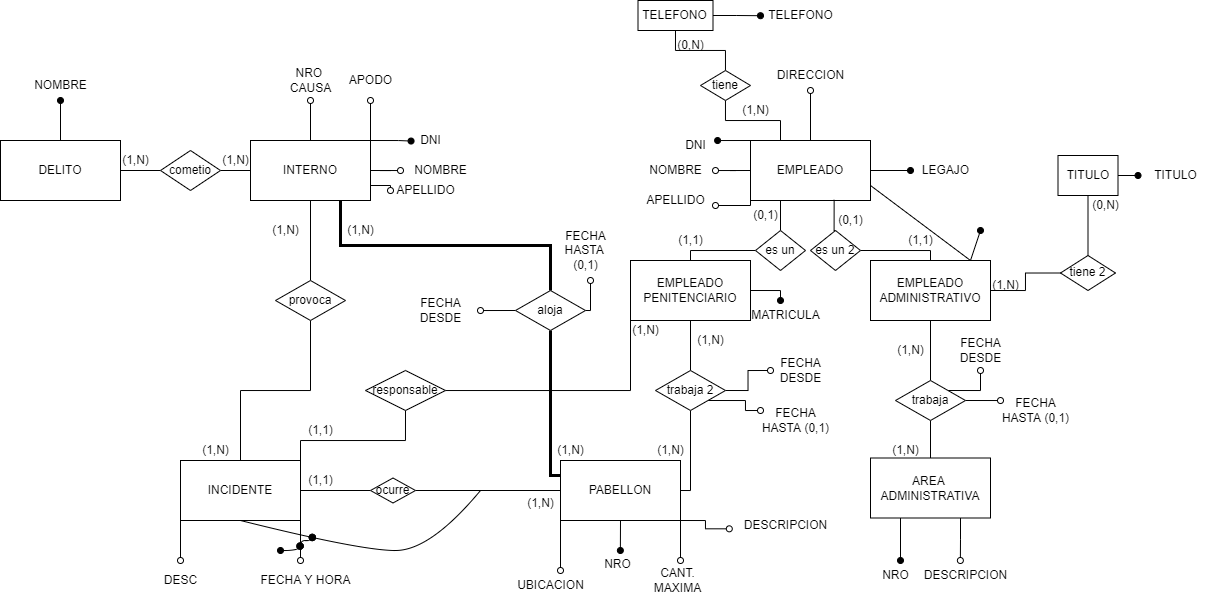 TELEFONO
TELEFONO
(0,N)
NOMBRE
NRO
CAUSA
APODO
tiene
DIRECCION
(1,N)
DNI
DNI
DELITO
(1,N)
cometio
(1,N)
INTERNO
NOMBRE
APELLIDO
NOMBRE
EMPLEADO
LEGAJO
APELLIDO
TITULO
TITULO
(0,N)
(1,N)
(1,N)
FECHA
HASTA
(0,1)
(0,1)
(0,1)
(1,1)
es un
es un 2
(1,1)
provoca
FECHA
DESDE
aloja
EMPLEADO
PENITENCIARIO
MATRICULA
EMPLEADO
ADMINISTRATIVO
(1,N)
tiene 2
(1,N)
(1,N)
(1,N)
FECHA
DESDE
responsable
trabaja 2
FECHA
DESDE
FECHA
HASTA (0,1)
trabaja
FECHA
HASTA (0,1)
(1,N)
(1,1)
(1,N)
(1,N)
(1,N)
INCIDENTE
(1,1)
ocurre
(1,N)
PABELLON
AREA
ADMINISTRATIVA
DESCRIPCION
DESC
FECHA Y HORA
UBICACION
NRO
CANT.
MAXIMA
NRO
DESCRIPCION